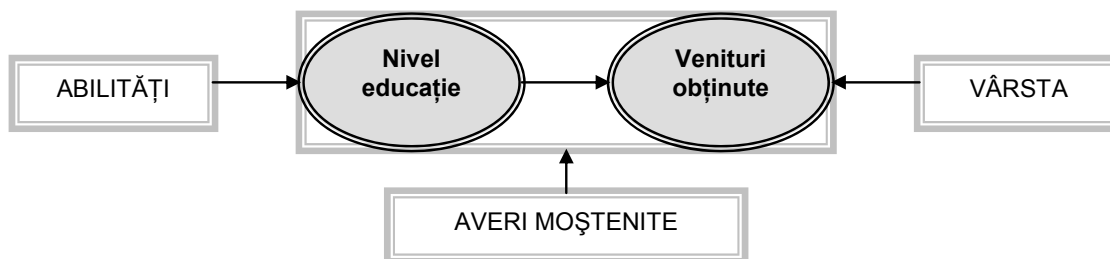 ABILITĂȚI
Nivel
educație
Venituri
obținute
VÂRSTA
AVERI MOŞTENITE